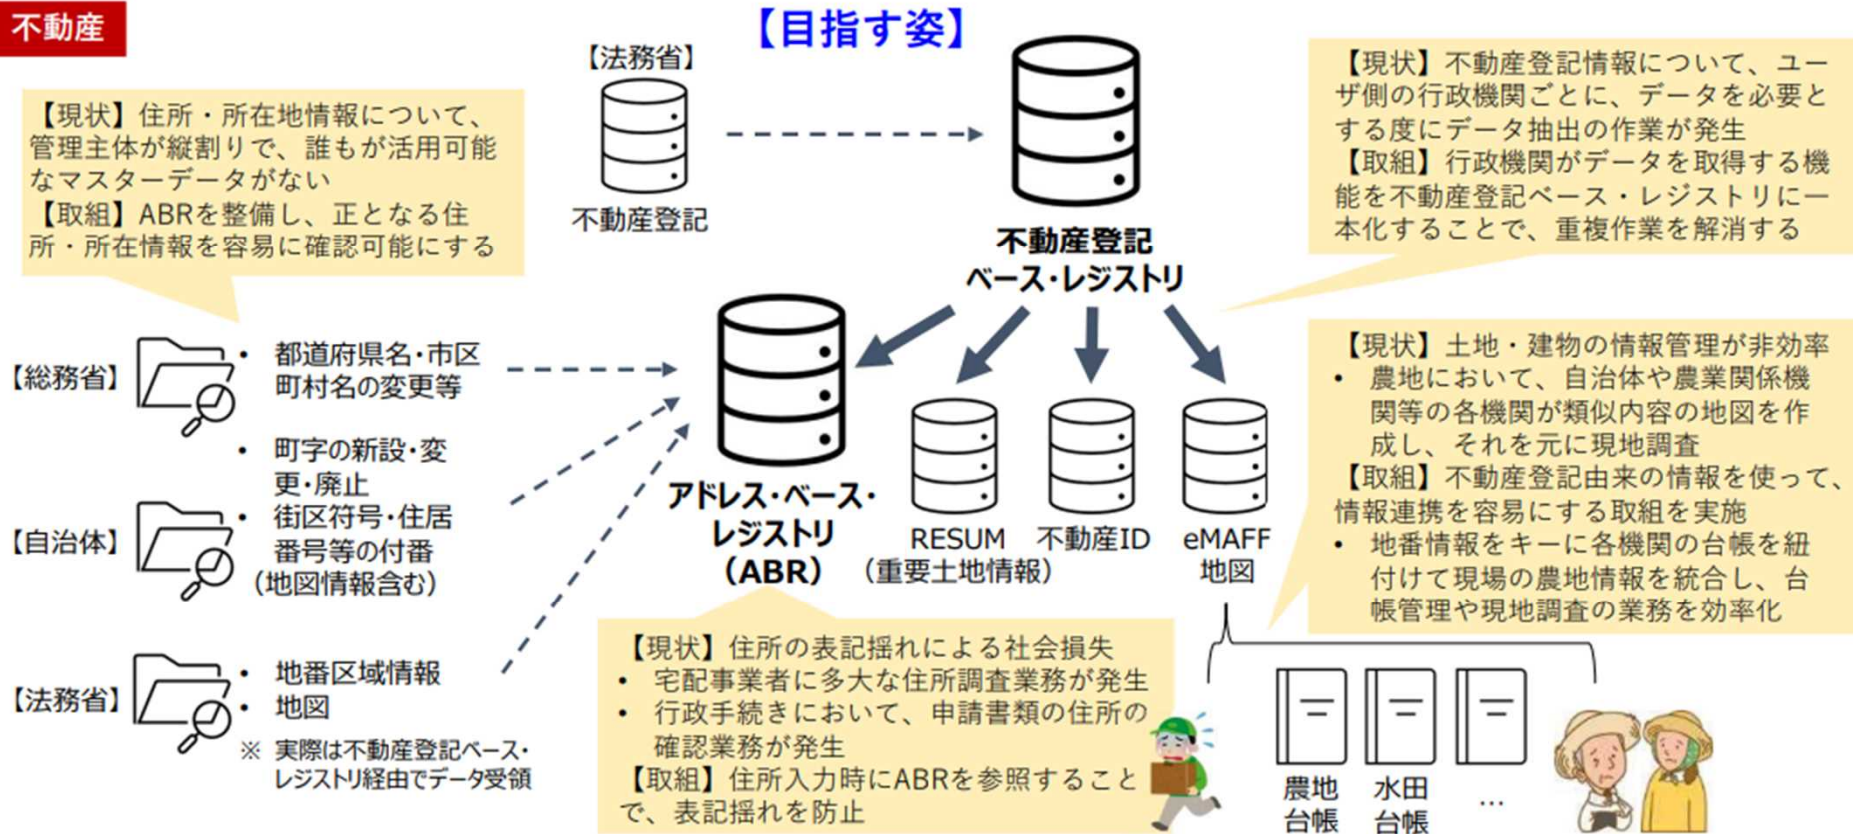 不動産
【目指す姿】
【現状】住所・所在地情報について、
管理主体が縦割りで、誰もが活用可能
なマスターデータがない
【取組】ABRを整備し、正となる住
所・所在情報を容易に確認可能にする
【法務省】
不動産登記
不動産登記
ベース・レジストリ
【現状】不動産登記情報について、ユー
ザ側の行政機関ごとに、データを必要と
する度にデータ抽出の作業が発生
【取組】行政機関がデータを取得する機
能を不動産登記ベース・レジストリに一
本化することで、重複作業を解消する
【総務省】
• 都道府県名・市区
町村名の変更等
【自治体】
• 町字の新設・変
更・廃止
• 街区符号・住居
番号等の付番
（地図情報含む）
【法務省】
• 地番区域情報
• 地図
※ 実際は不動産登記ベース・
レジストリ経由でデータ受領
アドレス・ベース・
レジストリ
（ABR）
RESUM
（重要土地情報）
不動産ID
eMAFF
地図
【現状】土地・建物の情報管理が非効率
• 農地において、自治体や農業関係機
関等の各機関が類似内容の地図を作
成し、それを元に現地調査
【取組】不動産登記由来の情報を使って、
情報連携を容易にする取組を実施
• 地番情報をキーに各機関の台帳を紐
付けて現場の農地情報を統合し、台
帳管理や現地調査の業務を効率化
【現状】住所の表記揺れによる社会損失
• 宅配事業者に多大な住所調査業務が発生
• 行政手続きにおいて、申請書類の住所の
確認業務が発生
【取組】住所入力時にABRを参照すること
で、表記揺れを防止
農地
台帳
水田
台帳
…